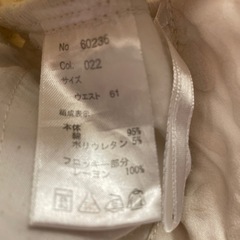 No 60236
Col. 022
サイズ
ウエスト 61
組成表示
本体
綿 95%
ポリウレタン 5%
フロッキー部分
レーヨン 100%